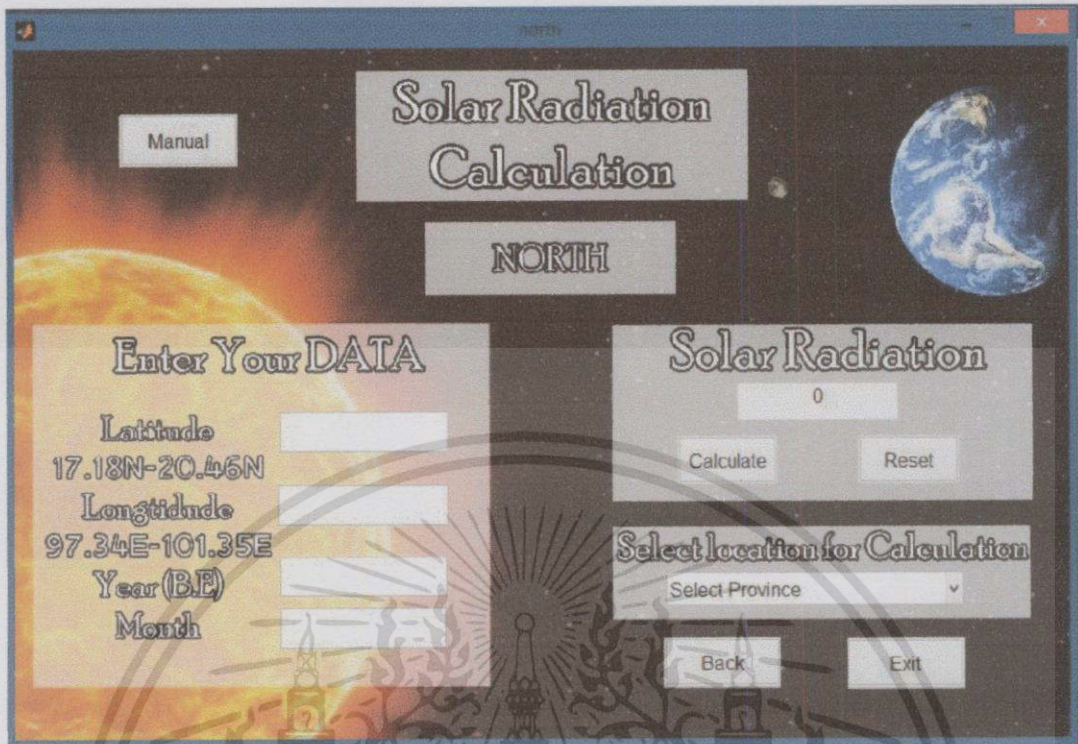 north
Manual
Solar Radiation
Calculation
NORTH
Enter Your DATA
Latitude
17.18N-20.46N
Longtidude
97.34E-101.35E
Year (B.E)
Month
Solar Radiation
0
Calculate
Reset
Select location for Calculation
Select Province
Back
Exit